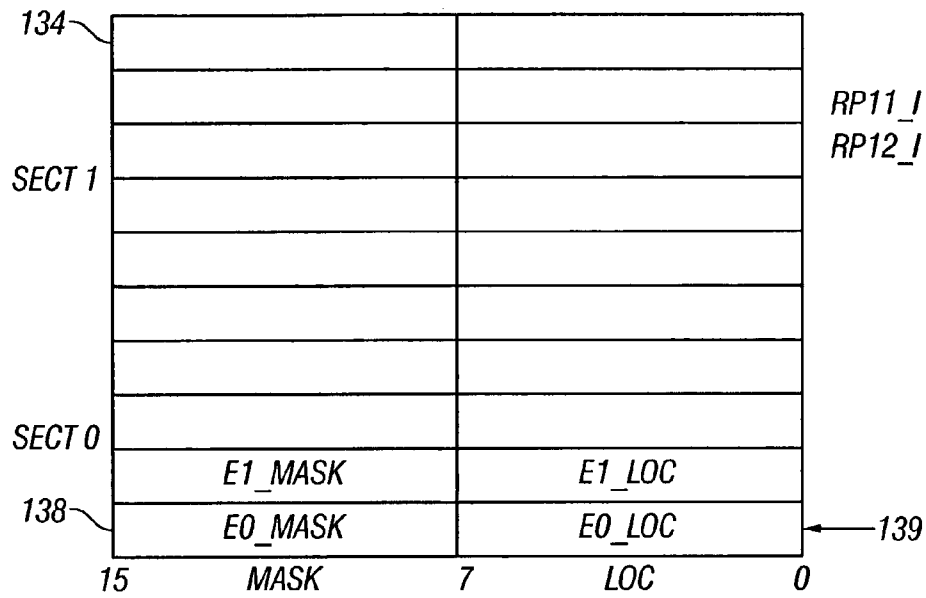 134
RP11_I
RP12_I
SECT 1
SECT 0
E1_MASK E1_LOC
138 E0_MASK E0_LOC 139
15 MASK 7 LOC 0